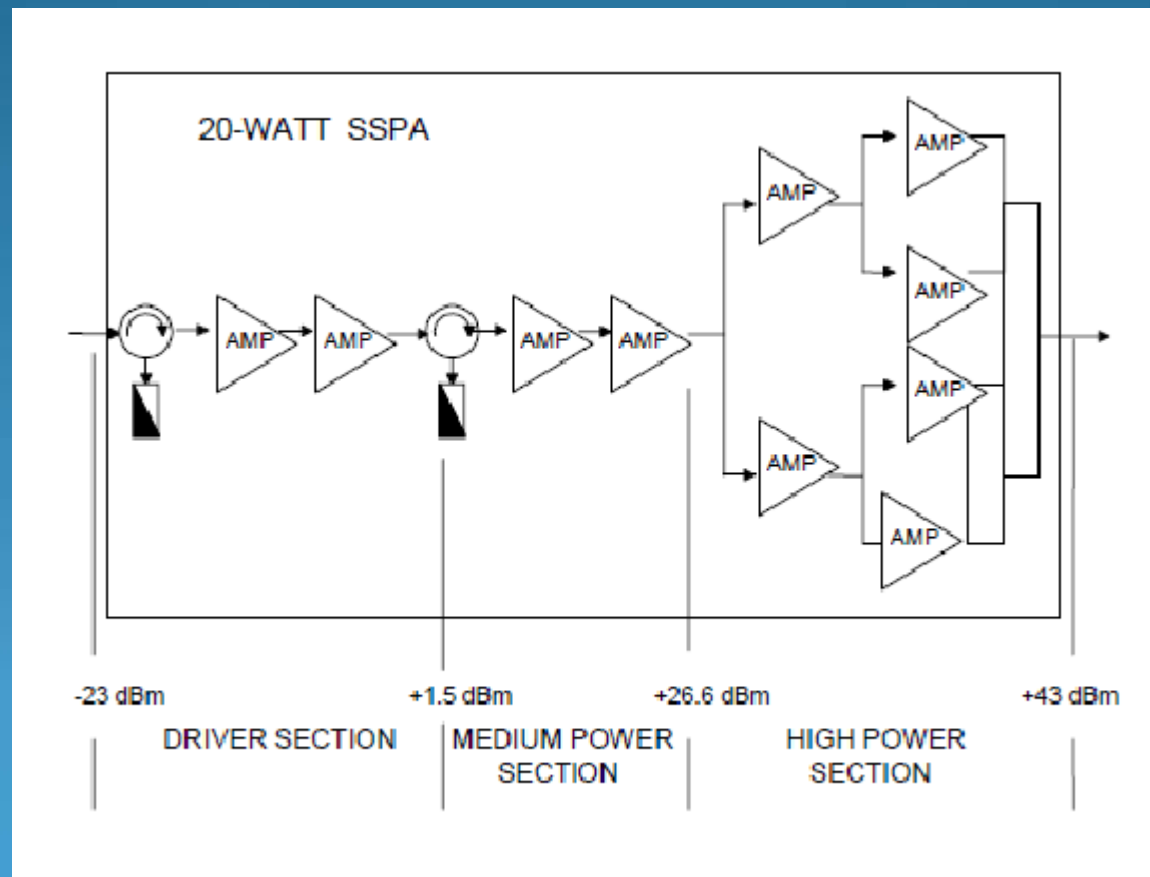 20-WATT SSPA
AMP
AMP
AMP
AMP
AMP
AMP
AMP
AMP
AMP
AMP
-23 dBm
+1.5 dBm
+26.6 dBm
+43 dBm
DRIVER SECTION
MEDIUM POWER
SECTION
HIGH POWER
SECTION